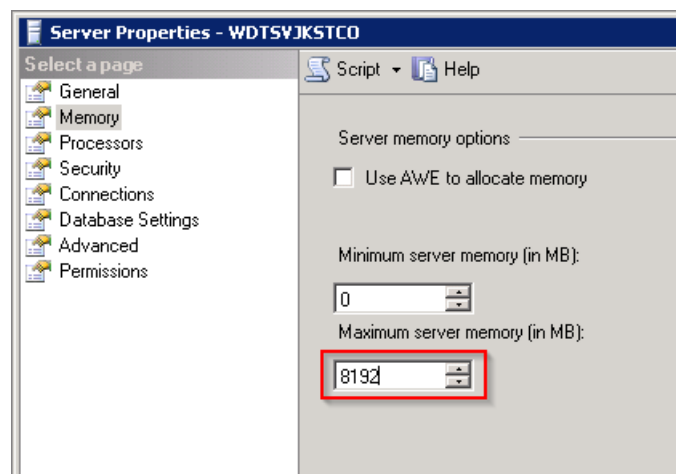 Server Properties - WDTSVJKSTCO
Select a page
General
Memory
Processors
Security
Connections
Database Settings
Advanced
Permissions
Script Help
Server memory options
Use AWE to allocate memory
Minimum server memory (in MB):
0
Maximum server memory (in MB):
8192